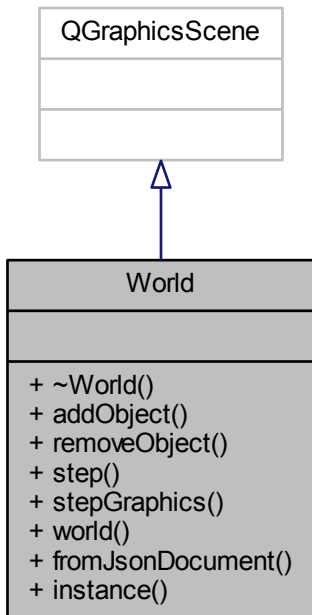 QGraphicsScene
World
+ ~World()
+ addObject()
+ removeObject()
+ step()
+ stepGraphics()
+ world()
+ fromJsonDocument()
+ instance()